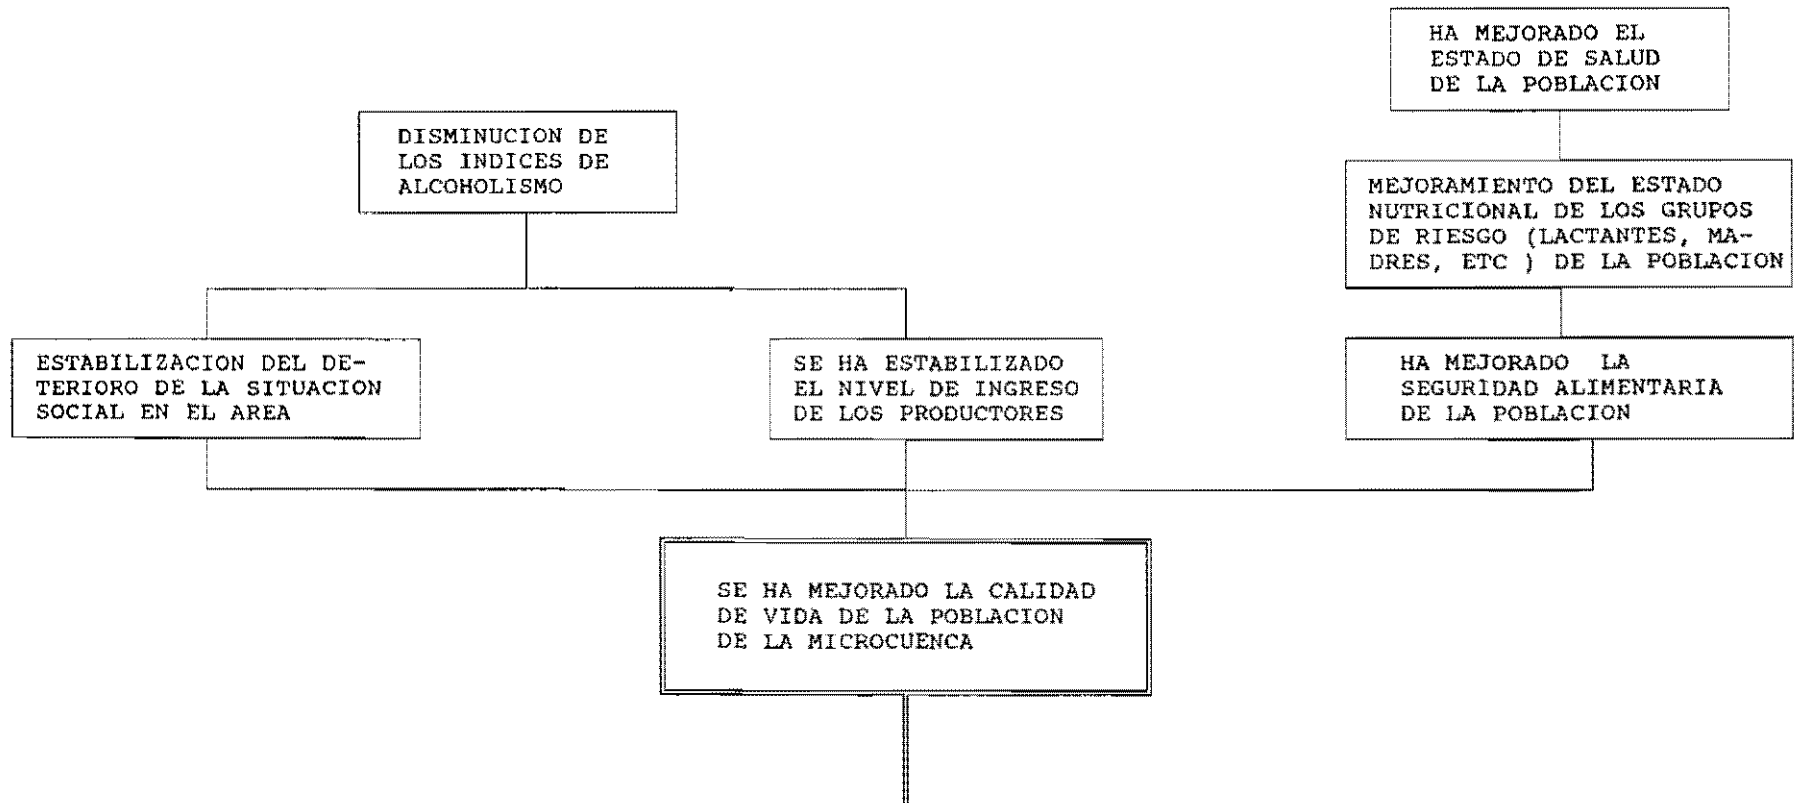 HA MEJORADO EL
ESTADO DE SALUD
DE LA POBLACION
DISMINUCION DE
LOS INDICES DE
ALCOHOLISMO
MEJORAMIENTO DEL ESTADO
NUTRICIONAL DE LOS GRUPOS
DE RIESGO (LACTANTES, MA-
DRES, ETC ) DE LA POBLACION
ESTABILIZACION DEL DE-
TERIORO DE LA SITUACION
SOCIAL EN EL AREA
SE HA ESTABILIZADO
EL NIVEL DE INGRESO
DE LOS PRODUCTORES
HA MEJORADO LA
SEGURIDAD ALIMENTARIA
DE LA POBLACION
SE HA MEJORADO LA CALIDAD
DE VIDA DE LA POBLACION
DE LA MICROCUENCA